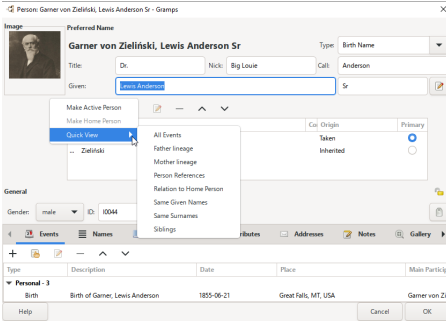 Person: Garner von Zieliński, Lewis Anderson Sr - Gramps
Image
Preferred Name
Garner von Zieliński, Lewis Anderson Sr
Type:
Birth Name
Title:
Dr.
Nick:
Big Louie
Call:
Anderson
Given:
Lewis Anderson
Sr
Make Active Person
Make Home Person
Quick View
All Events
Father lineage
Mother lineage
Person References
Relation to Home Person
Same Given Names
Same Surnames
Siblings
Origin
Primary
Taken
... Zieliński
Inherited
General
Gender:
male
ID:
I0044
Events
Names
Addresses
Notes
Gallery
Type
Description
Date
Place
Main Particip
Personal - 3
Birth
Birth of Garner, Lewis Anderson
1855-06-21
Great Falls, MT, USA
Garner von Zi
Help
Cancel
OK